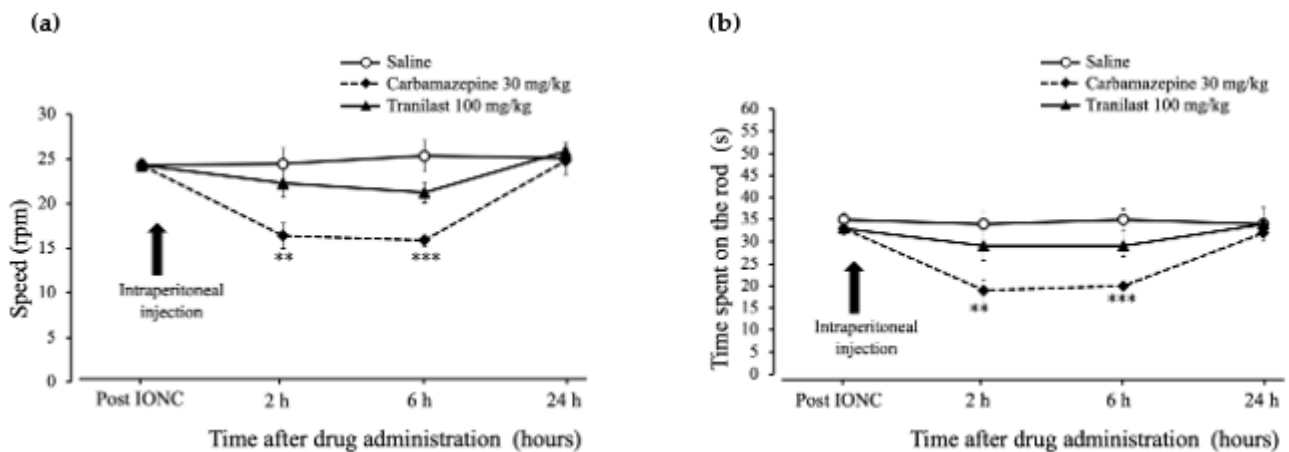 (a)
Saline
Carbamazepine 30 mg/kg
Tranilast 100 mg/kg
30
25
20
15
10
5
0
Speed (rpm)
** ***
Intraperitoneal
injection
Post IONC 2 h 6 h 24 h
Time after drug administration (hours)
(b)
Saline
Carbamazepine 30 mg/kg
Tranilast 100 mg/kg
60
55
50
45
40
35
30
25
20
15
10
5
0
Time spent on the rod (s)
** ***
Intraperitoneal
injection
Post IONC 2 h 6 h 24 h
Time after drug administration (hours)